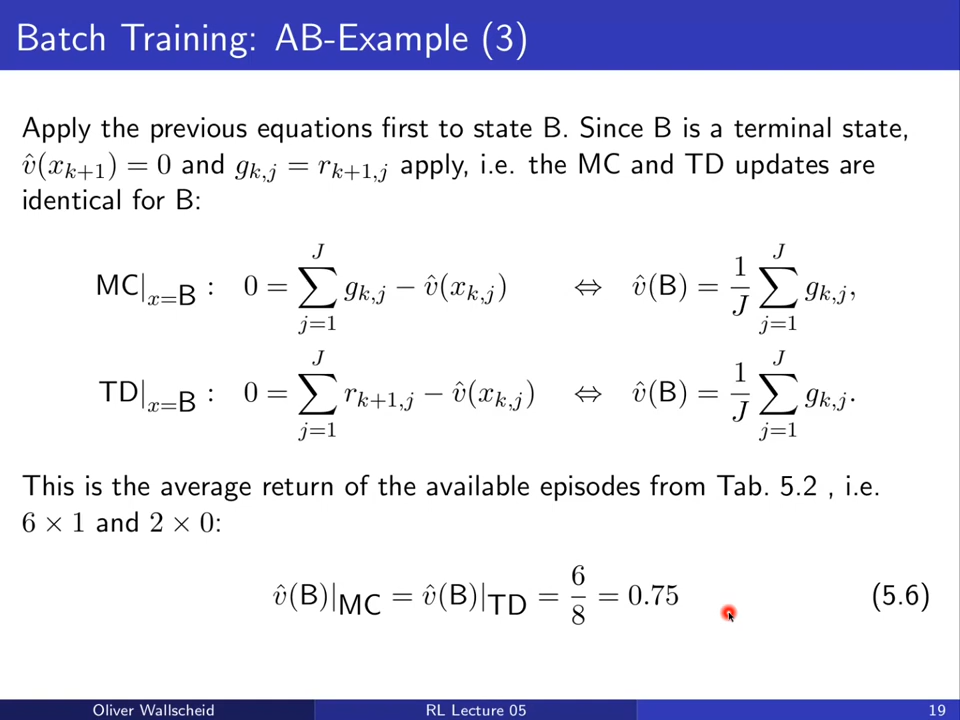 Batch Training: AB-Example (3)
Apply the previous equations first to state B. Since B is a terminal state,
v̂(x_{k+1}) = 0 and g_{k,j} = r_{k+1,j} apply, i.e. the MC and TD updates are
identical for B:
MC|_{x=B} : 0 = ∑_{j=1}^{J} g_{k,j} − v̂(x_{k,j}) ⇔ v̂(B) = \frac{1}{J} ∑_{j=1}^{J} g_{k,j},
TD|_{x=B} : 0 = ∑_{j=1}^{J} r_{k+1,j} − v̂(x_{k,j}) ⇔ v̂(B) = \frac{1}{J} ∑_{j=1}^{J} g_{k,j}.
This is the average return of the available episodes from Tab. 5.2 , i.e.
6 × 1 and 2 × 0:
v̂(B)|_{MC} = v̂(B)|_{TD} = \frac{6}{8} = 0.75 (5.6)
Oliver Wallscheid RL Lecture 05 19